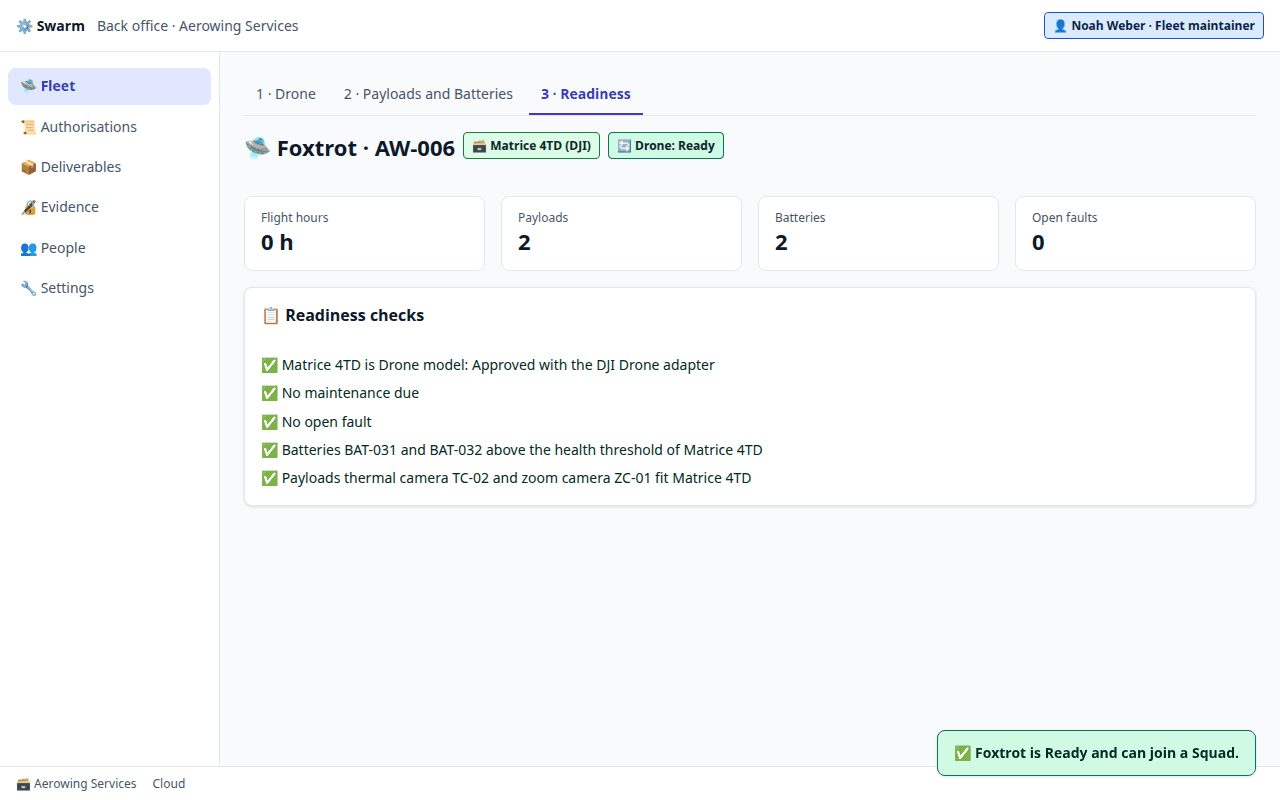 ⚙️ Swarm Back office · Aerowing Services
👤 Noah Weber · Fleet maintainer
🛸 Fleet
📜 Authorisations
📦 Deliverables
🔏 Evidence
👥 People
🔧 Settings
1 · Drone 2 · Payloads and Batteries 3 · Readiness
🛸 Foxtrot · AW-006 🗃️ Matrice 4TD (DJI) 🔄 Drone: Ready
Flight hours Payloads Batteries Open faults
0 h 2 2 0
📋 Readiness checks
✅ Matrice 4TD is Drone model: Approved with the DJI Drone adapter
✅ No maintenance due
✅ No open fault
✅ Batteries BAT-031 and BAT-032 above the health threshold of Matrice 4TD
✅ Payloads thermal camera TC-02 and zoom camera ZC-01 fit Matrice 4TD
✅ Foxtrot is Ready and can join a Squad.
🗃️ Aerowing Services Cloud